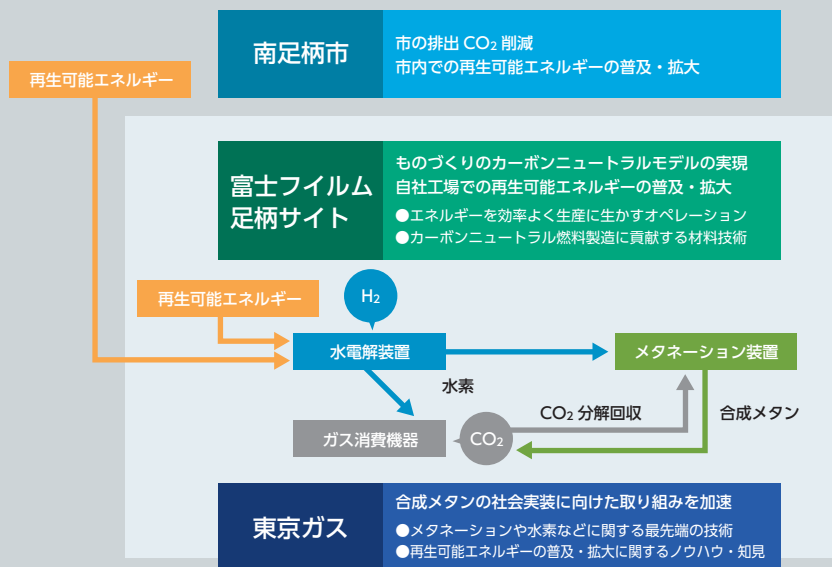 南足柄市
市の排出 CO₂ 削減
市内での再生可能エネルギーの普及・拡大
再生可能エネルギー
富士フイルム
足柄サイト
ものづくりのカーボンニュートラルモデルの実現
自社工場での再生可能エネルギーの普及・拡大
●エネルギーを効率よく生産に生かすオペレーション
●カーボンニュートラル燃料製造に貢献する材料技術
再生可能エネルギー
H₂
水電解装置
メタネーション装置
水素
CO₂ 分解回収
合成メタン
ガス消費機器
CO₂
東京ガス
合成メタンの社会実装に向けた取り組みを加速
●メタネーションや水素などに関する最先端の技術
●再生可能エネルギーの普及・拡大に関するノウハウ・知見